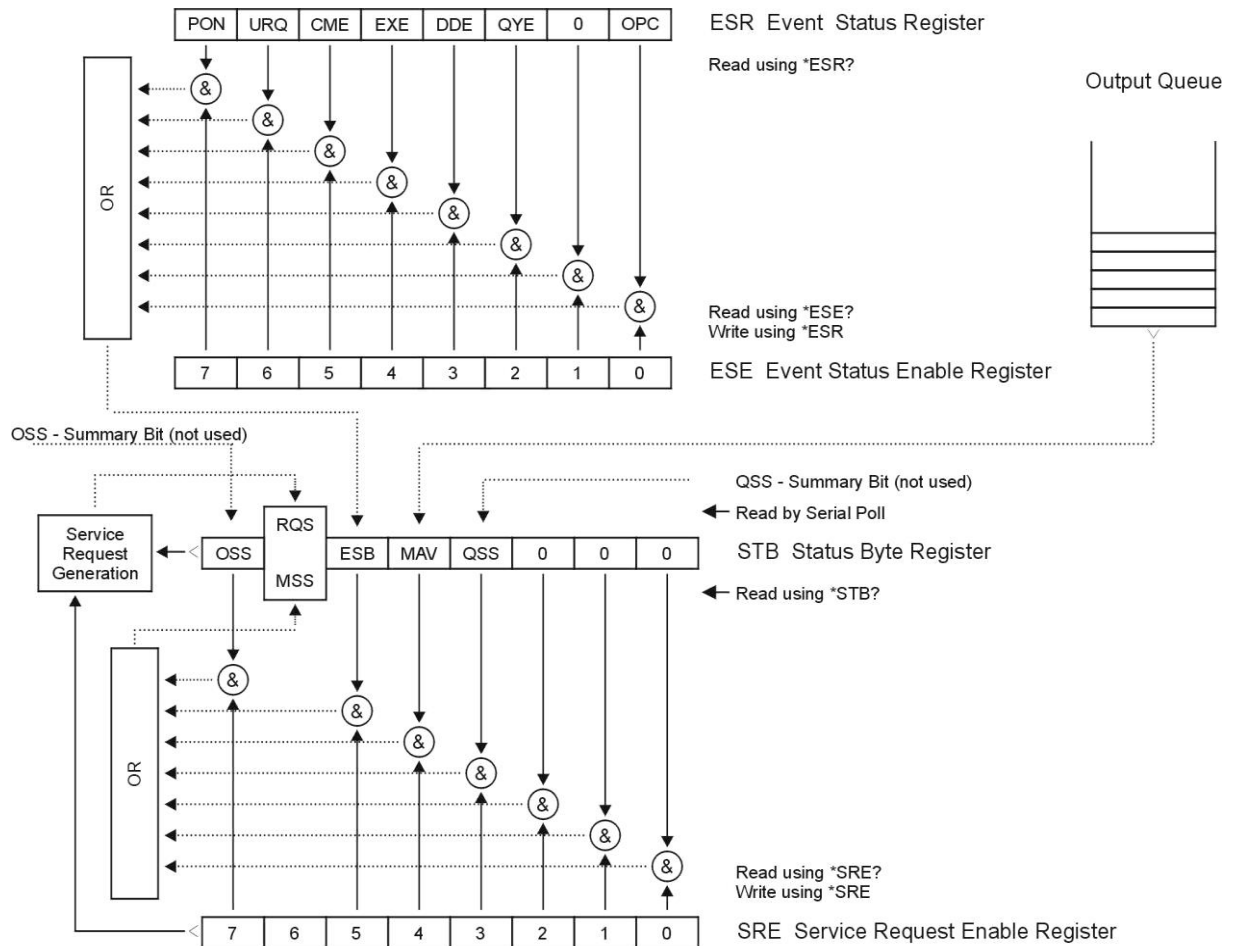 PON URQ CME EXE DDE QYE 0 OPC
ESR Event Status Register
Read using *ESR?
Output Queue
&
&
&
&
&
&
&
&
OR
Read using *ESE?
Write using *ESR
7 6 5 4 3 2 1 0
ESE Event Status Enable Register
OSS - Summary Bit (not used)
QSS - Summary Bit (not used)
Read by Serial Poll
Service
Request
Generation
OSS
RQS
MSS
ESB MAV QSS 0 0 0
STB Status Byte Register
Read using *STB?
&
&
&
&
&
&
&
OR
Read using *SRE?
Write using *SRE
7 6 5 4 3 2 1 0
SRE Service Request Enable Register